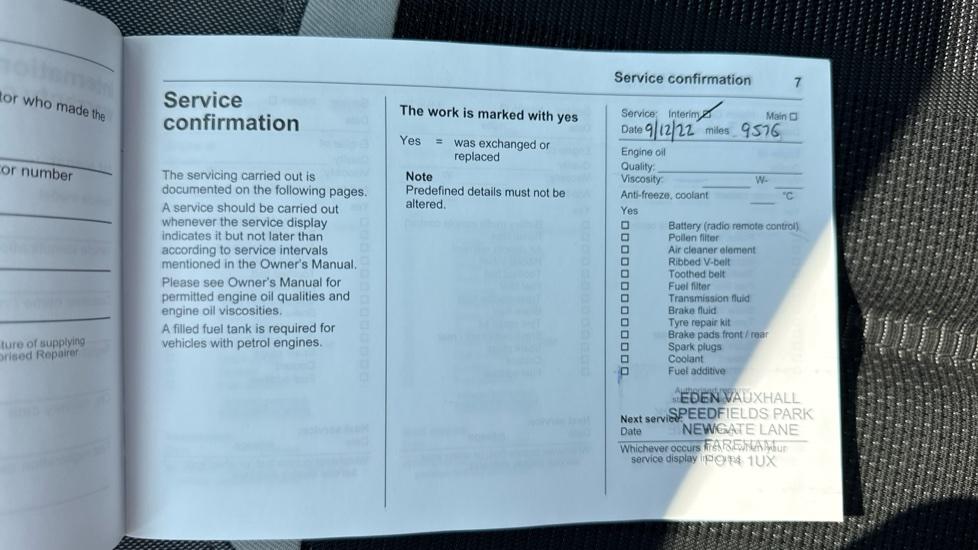 tor who made the
or number
ture of supplying
orised Repairer
Service confirmation 7
Service
confirmation
The servicing carried out is
documented on the following pages.
A service should be carried out
whenever the service display
indicates it but not later than
according to service intervals
mentioned in the Owner's Manual.
Please see Owner's Manual for
permitted engine oil qualities and
engine oil viscosities.
A filled fuel tank is required for
vehicles with petrol engines.
The work is marked with yes
Yes = was exchanged or
replaced
Note
Predefined details must not be
altered.
Service: Interim Main
Date 9/12/22 miles 9576
Engine oil
Quality:
Viscosity: W-
Anti-freeze, coolant °C
Yes
Battery (radio remote control)
Pollen filter
Air cleaner element
Ribbed V-belt
Toothed belt
Fuel filter
Transmission fluid
Brake fluid
Tyre repair kit
Brake pads front / rear
Spark plugs
Coolant
Fuel additive
EDEN VAUXHALL
Next service: SPEEDFIELDS PARK
Date NEWGATE LANE
Whichever occurs FAREHAM your
service display PO14 1UX